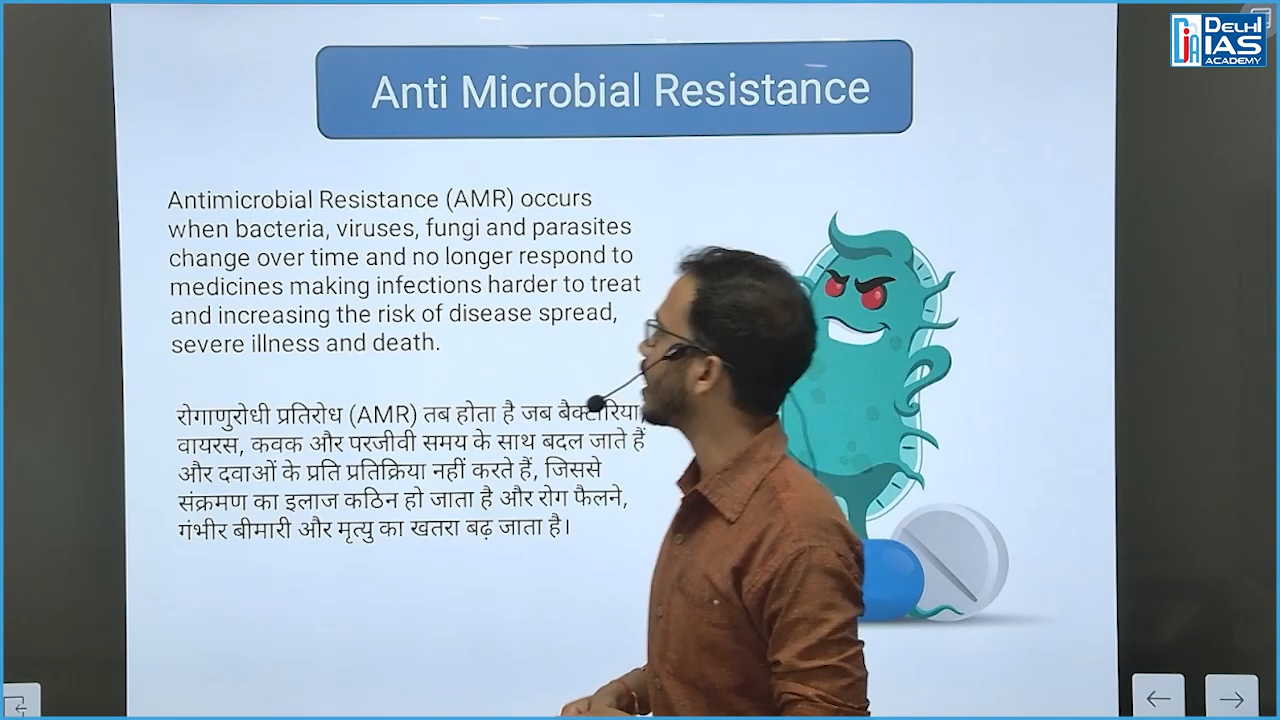 DELHI
IAS
ACADEMY
Anti Microbial Resistance
Antimicrobial Resistance (AMR) occurs
when bacteria, viruses, fungi and parasites
change over time and no longer respond to
medicines making infections harder to treat
and increasing the risk of disease spread,
severe illness and death.
रोगाणुरोधी प्रतिरोध (AMR) तब होता है जब बैक्टीरिया,
वायरस, कवक और परजीवी समय के साथ बदल जाते हैं
और दवाओं के प्रति प्रतिक्रिया नहीं करते हैं, जिससे
संक्रमण का इलाज कठिन हो जाता है और रोग फैलने,
गंभीर बीमारी और मृत्यु का खतरा बढ़ जाता है।